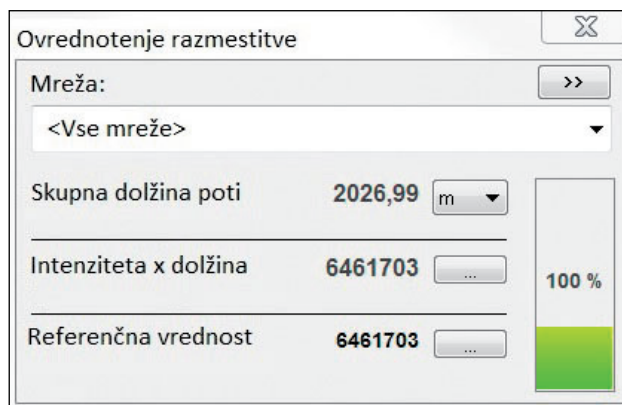 Ovrednotenje razmestitve
Mreža:
>>
<Vse mreže>
Skupna dolžina poti 2026,99 m
Intenziteta x dolžina 6461703 ...
100 %
Referenčna vrednost 6461703 ...